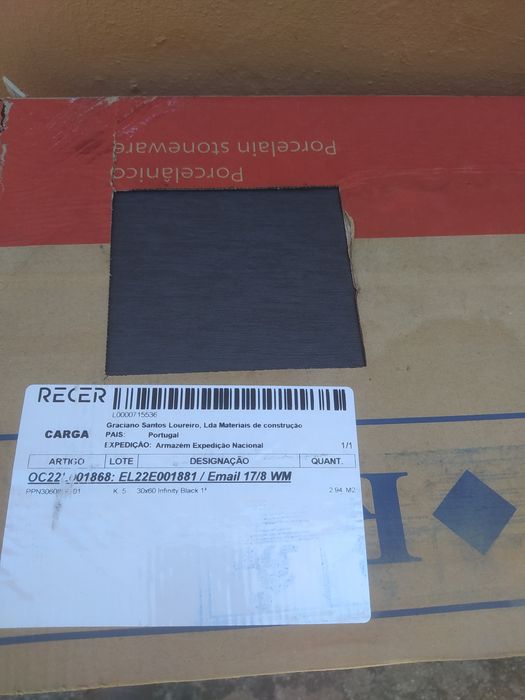 Porcelain stoneware
Porcelânico
RECER
L0000715536
Graciano Santos Loureiro, Lda Materiais de construção
CARGA PAIS: Portugal
EXPEDIÇÃO: Armazém Expedição Nacional 1/1
ARTIGO LOTE DESIGNAÇÃO QUANT.
EL22E001881 / Email 17/8 WM
K 5 30x60 Infinity Black 1ª 2.94 M2